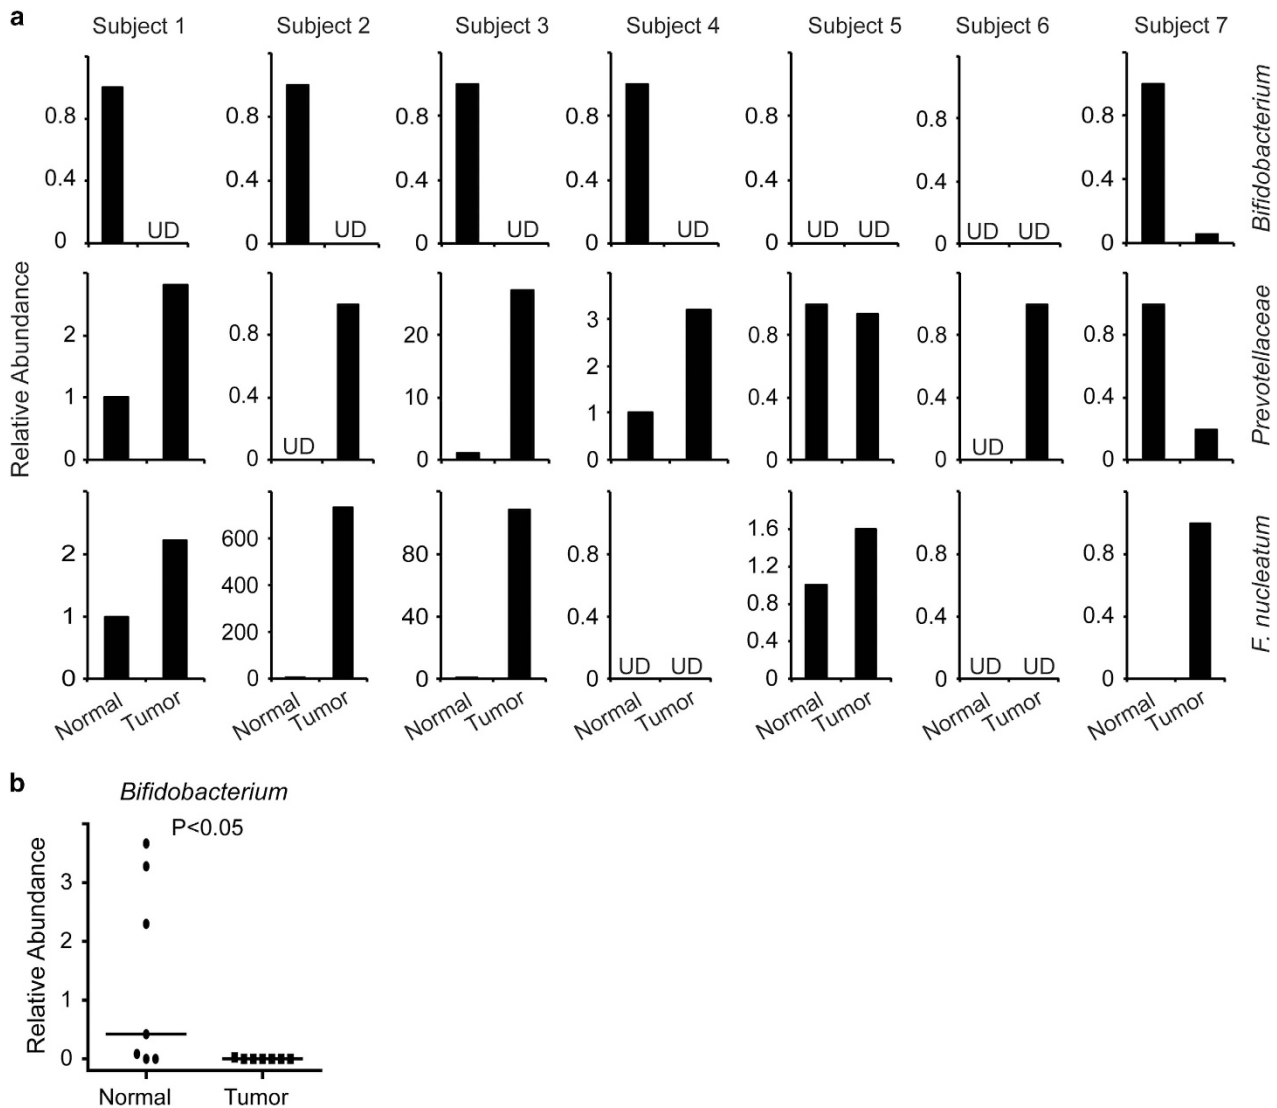 a
Subject 1 Subject 2 Subject 3 Subject 4 Subject 5 Subject 6 Subject 7
Relative Abundance
0.8 0.8 0.8 0.8 0.8 0.8 0.8
0.4 0.4 0.4 0.4 0.4 0.4 0.4
UD UD UD UD UD UD UD UD
0 0 0 0 0 0 0
Bifidobacterium
2 0.8 20 3 0.8 0.8 0.8
2
1 0.4 10 1 0.4 0.4 0.4
UD UD
0 0 0 0 0 0 0
Prevotellaceae
2 600 80 0.8 1.6 0.8 0.8
400 1.2
1 200 40 0.4 0.8 0.4 0.4
0.4
UD UD UD UD
0 0 0 0 0 0 0
F. nucleatum
Normal Tumor Normal Tumor Normal Tumor Normal Tumor Normal Tumor Normal Tumor Normal Tumor
b
Bifidobacterium
P<0.05
Relative Abundance
3
2
1
0
Normal Tumor